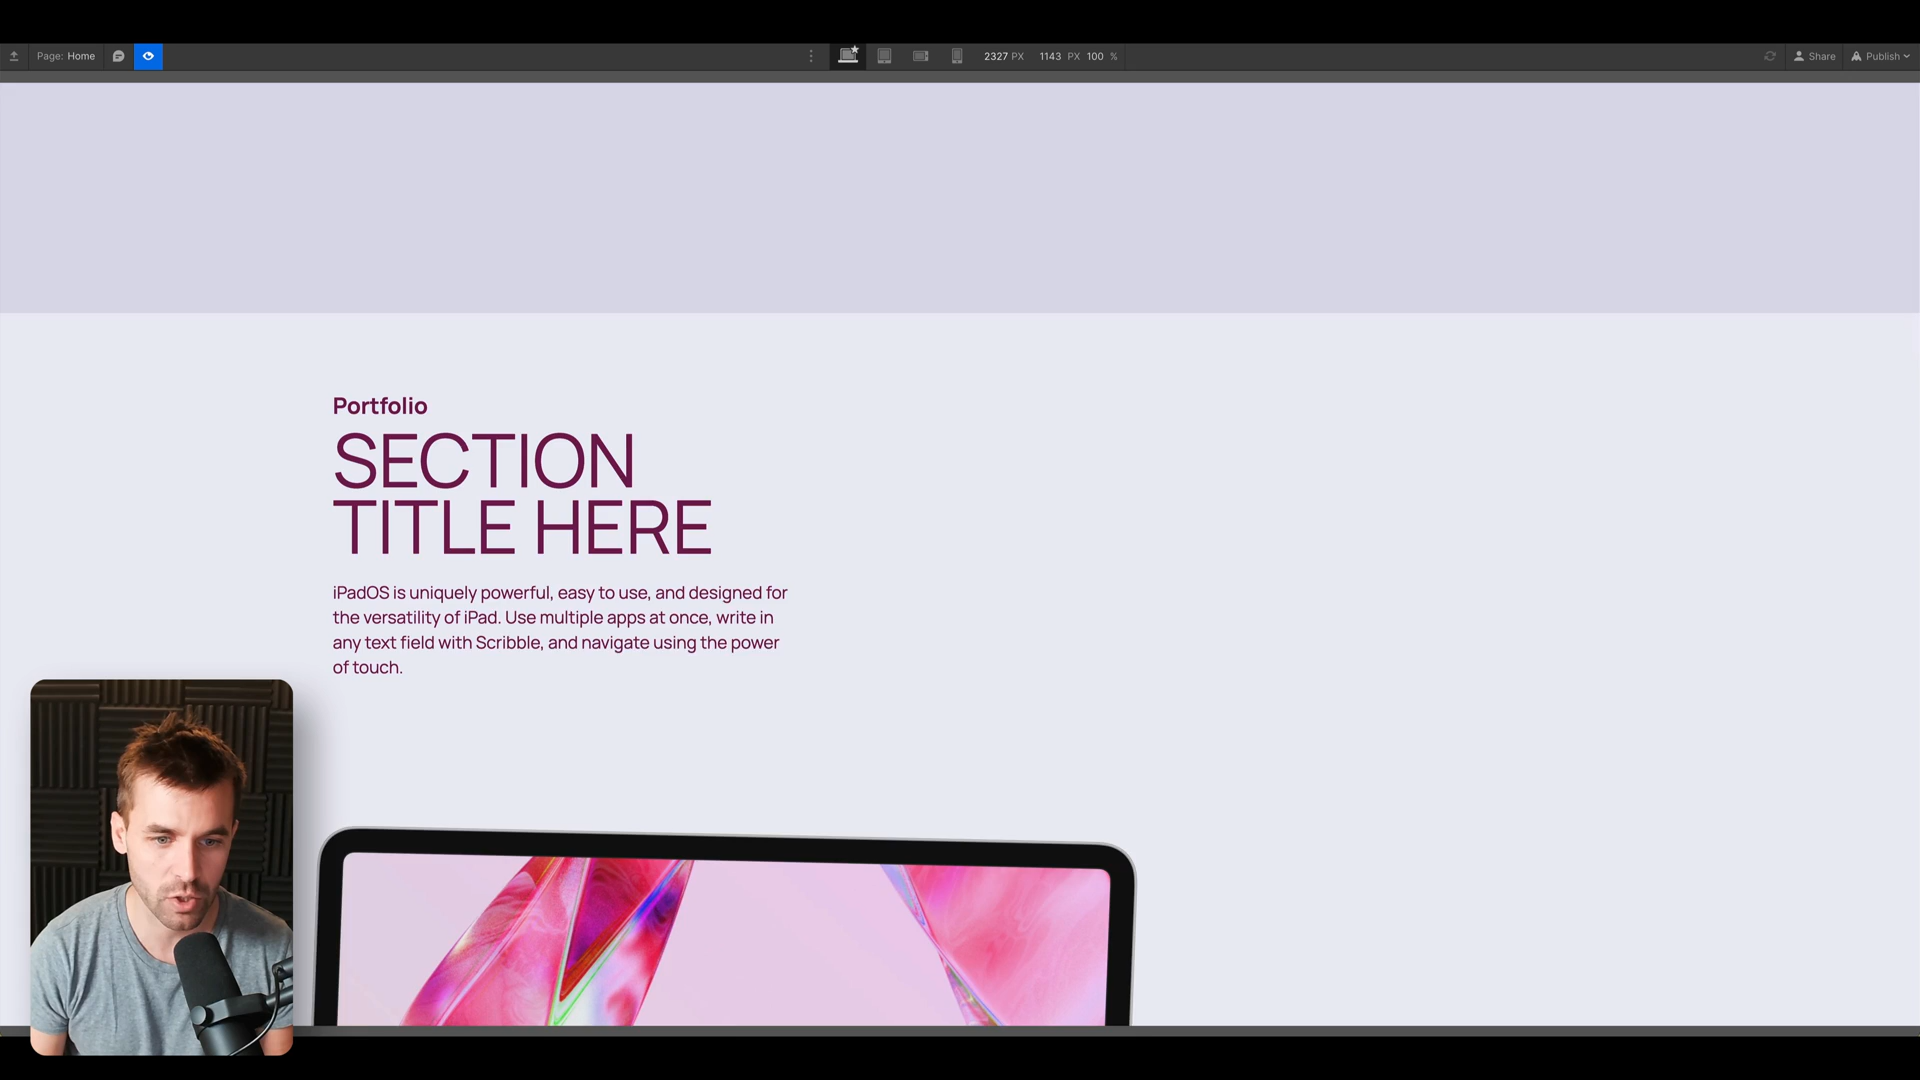 Page: Home
2327 PX 1143 PX 100 %
Share
Publish
Portfolio
SECTION
TITLE HERE
iPadOS is uniquely powerful, easy to use, and designed for
the versatility of iPad. Use multiple apps at once, write in
any text field with Scribble, and navigate using the power
of touch.